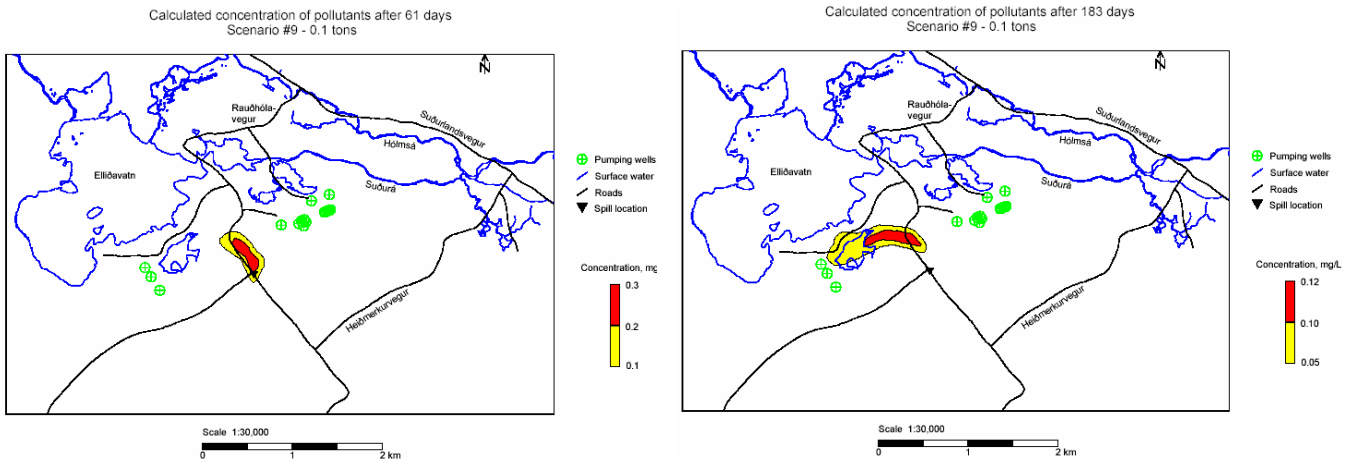 Calculated concentration of pollutants after 61 days
Scenario #9 - 0.1 tons
N
Rauðhóla-
vegur
Suðurlandsvegur
Hólmsá
Elliðavatn
Suðurá
Heiðmerkurvegur
Pumping wells
Surface water
Roads
Spill location
Concentration, mg
0.3
0.2
0.1
Scale 1:30,000
0 1 2 km
Calculated concentration of pollutants after 183 days
Scenario #9 - 0.1 tons
N
Rauðhóla-
vegur
Suðurlandsvegur
Hólmsá
Elliðavatn
Suðurá
Heiðmerkurvegur
Pumping wells
Surface water
Roads
Spill location
Concentration, mg/L
0.12
0.10
0.05
Scale 1:30,000
0 1 2 km